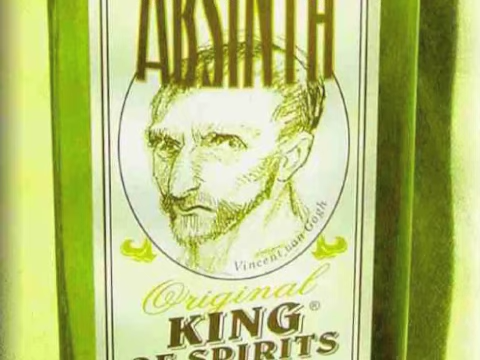 ABSINTH
Vincent van Gogh
Original
KING®
OF SPIRITS